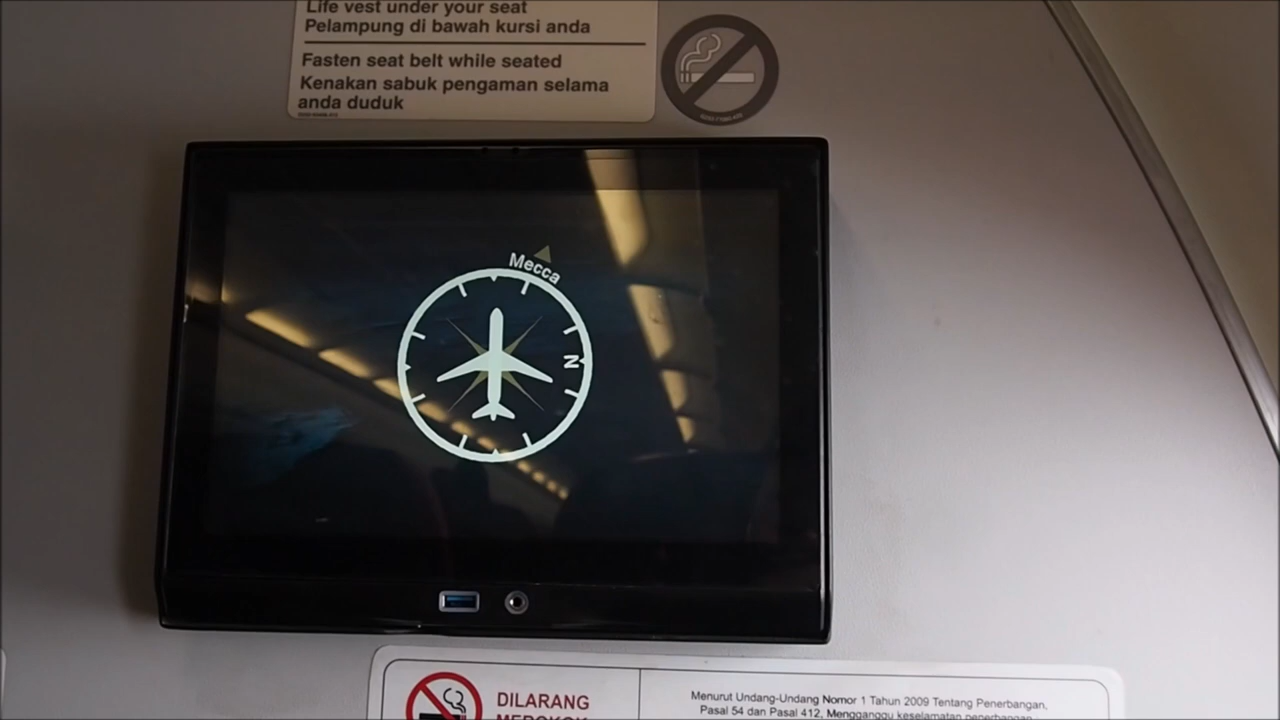 Life vest under your seat
Pelampung di bawah kursi anda
Fasten seat belt while seated
Kenakan sabuk pengaman selama
anda duduk
Mecca
N
DILARANG
MEROKOK
Menurut Undang-Undang Nomor 1 Tahun 2009 Tentang Penerbangan,
Pasal 54 dan Pasal 412, Mengganggu keselamatan penerbangan